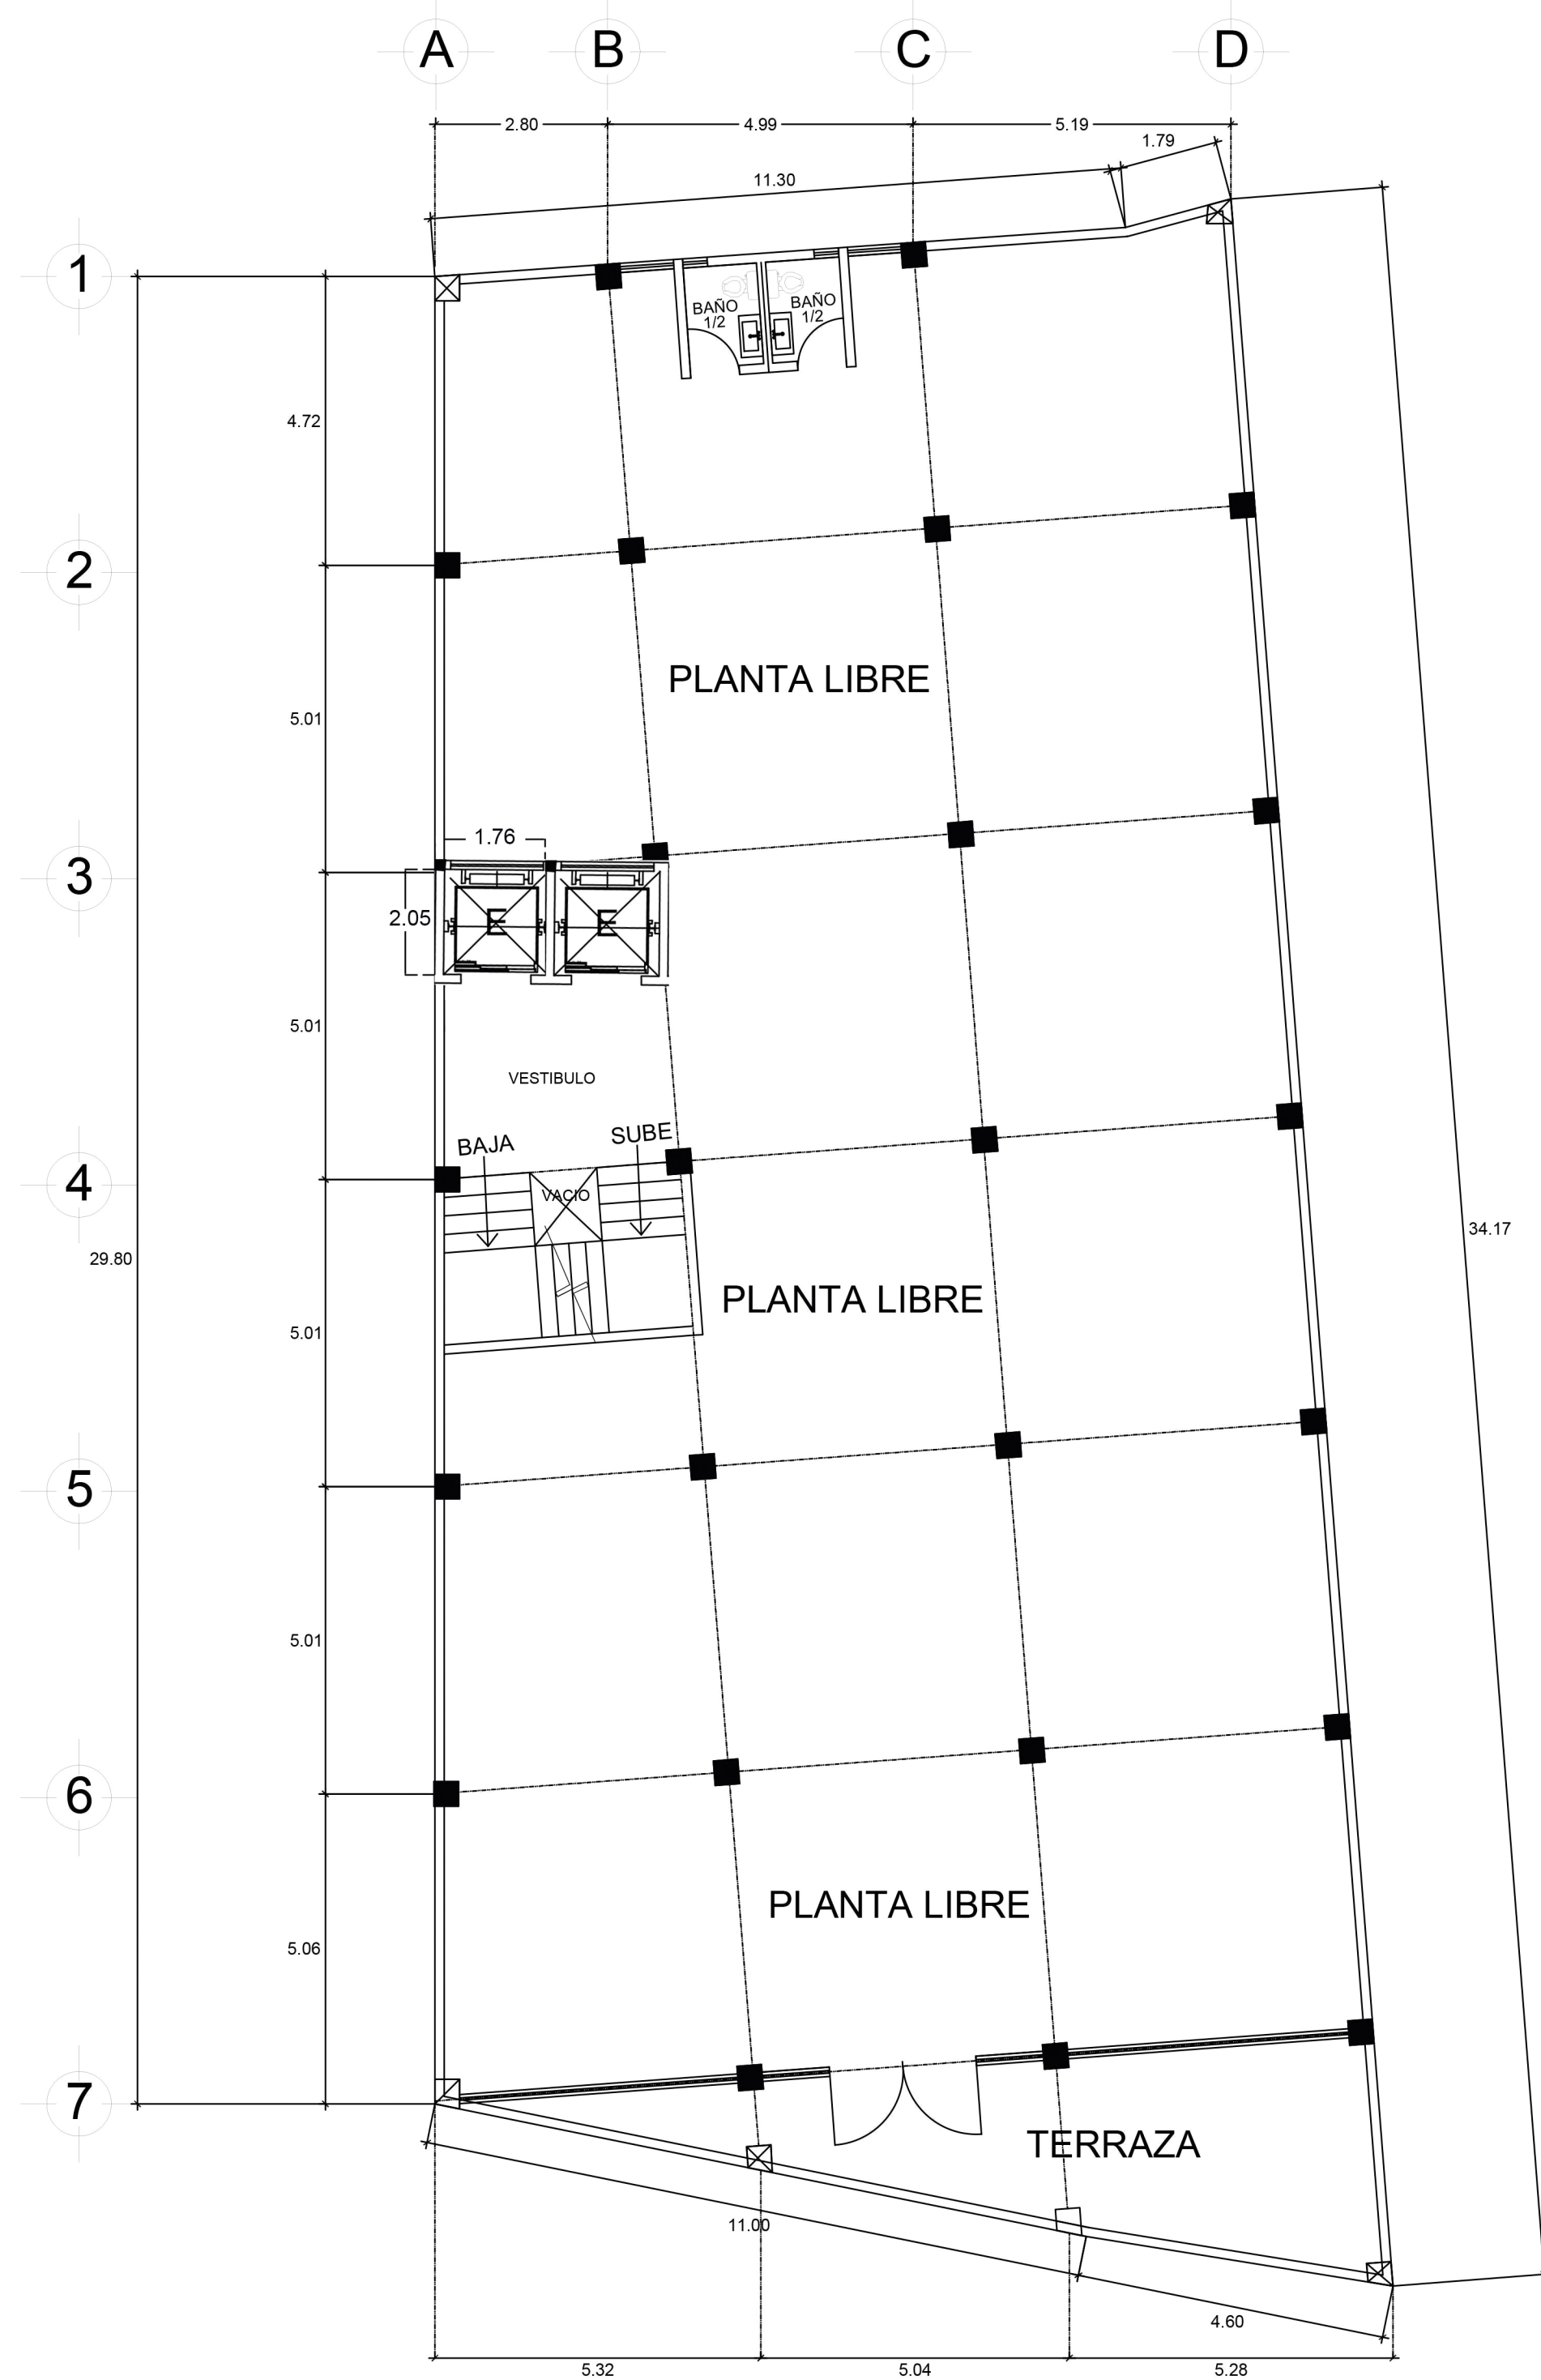 A B C D
2.80 4.99 5.19
1.79
11.30
1
BAÑO
1/2
BAÑO
1/2
4.72
2
PLANTA LIBRE
5.01
1.76
3
2.05
E E
5.01
VESTIBULO
BAJA SUBE
4
VACIO
34.17
29.80
PLANTA LIBRE
5.01
5
5.01
6
PLANTA LIBRE
5.06
7
TERRAZA
11.00
4.60
5.32 5.04 5.28